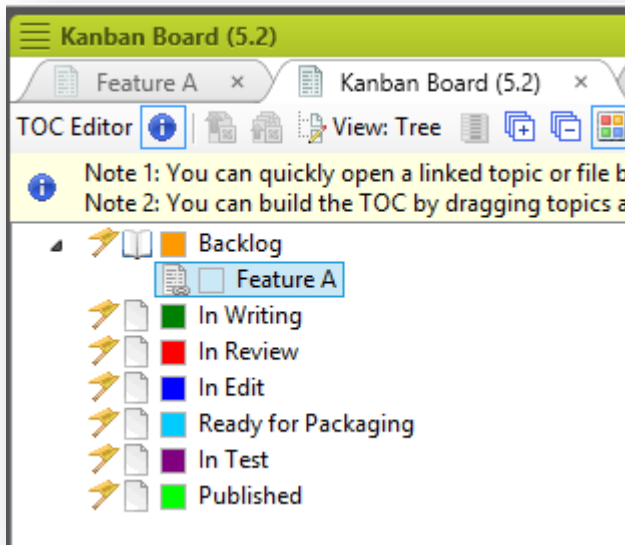 Kanban Board (5.2)
Feature A × Kanban Board (5.2) ×
TOC Editor View: Tree
Note 1: You can quickly open a linked topic or file
Note 2: You can build the TOC by dragging topics
Backlog
Feature A
In Writing
In Review
In Edit
Ready for Packaging
In Test
Published